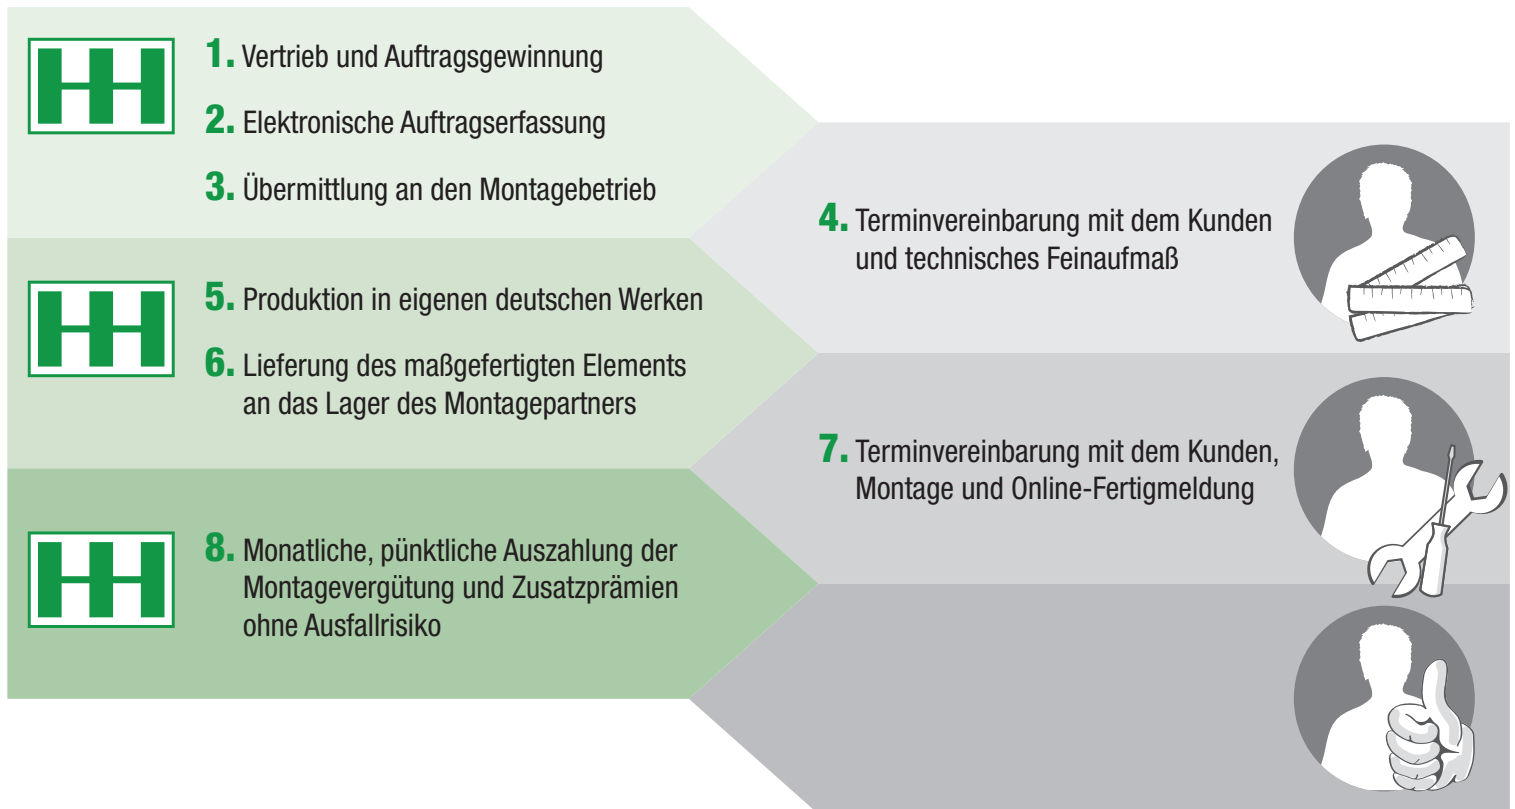 1. Vertrieb und Auftragsgewinnung
2. Elektronische Auftragserfassung
3. Übermittlung an den Montagebetrieb
4. Terminvereinbarung mit dem Kunden
und technisches Feinaufmaß
5. Produktion in eigenen deutschen Werken
6. Lieferung des maßgefertigten Elements
an das Lager des Montagepartners
7. Terminvereinbarung mit dem Kunden,
Montage und Online-Fertigmeldung
8. Monatliche, pünktliche Auszahlung der
Montagevergütung und Zusatzprämien
ohne Ausfallrisiko